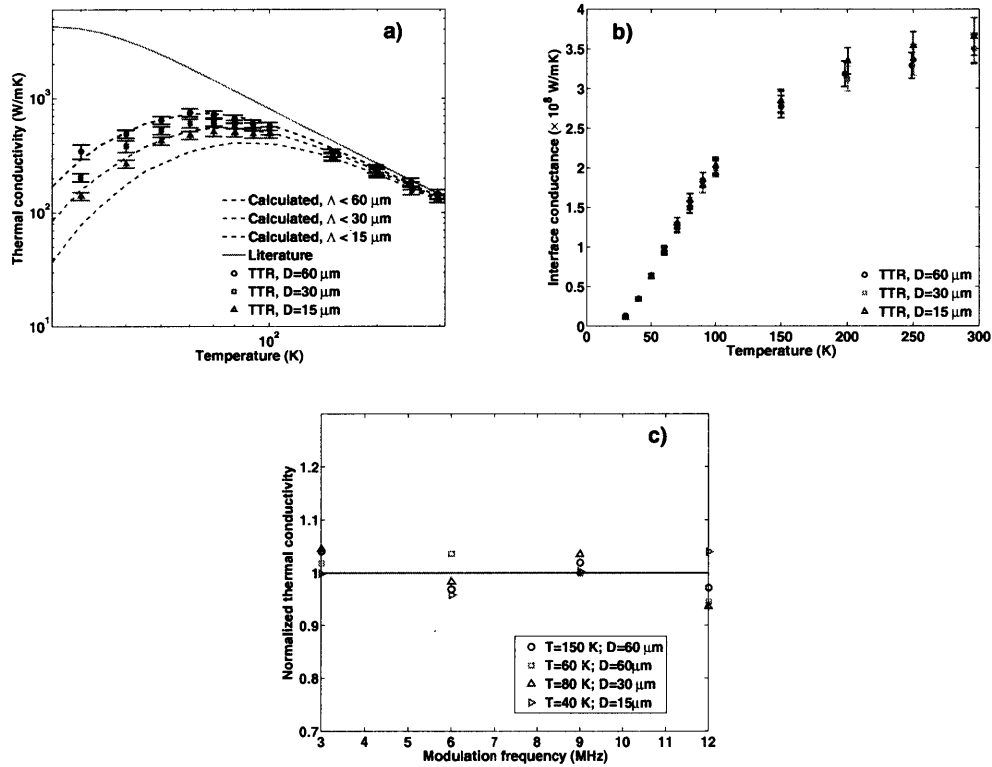 a)
Thermal conductivity (W/mK)
10^3
10^2
10^1
Calculated, Λ < 60 μm
Calculated, Λ < 30 μm
Calculated, Λ < 15 μm
Literature
TTR, D=60 μm
TTR, D=30 μm
TTR, D=15 μm
10^2
Temperature (K)
b)
Interface conductance (× 10^8 W/mK)
4
3.5
3
2.5
2
1.5
1
0.5
0
TTR, D=60 μm
TTR, D=30 μm
TTR, D=15 μm
0 50 100 150 200 250 300
Temperature (K)
c)
Normalized thermal conductivity
1.2
1.1
1
0.9
0.8
0.7
T=150 K; D=60 μm
T=60 K; D=60μm
T=80 K; D=30 μm
T=40 K; D=15μm
3 4 5 6 7 8 9 10 11 12
Modulation frequency (MHz)